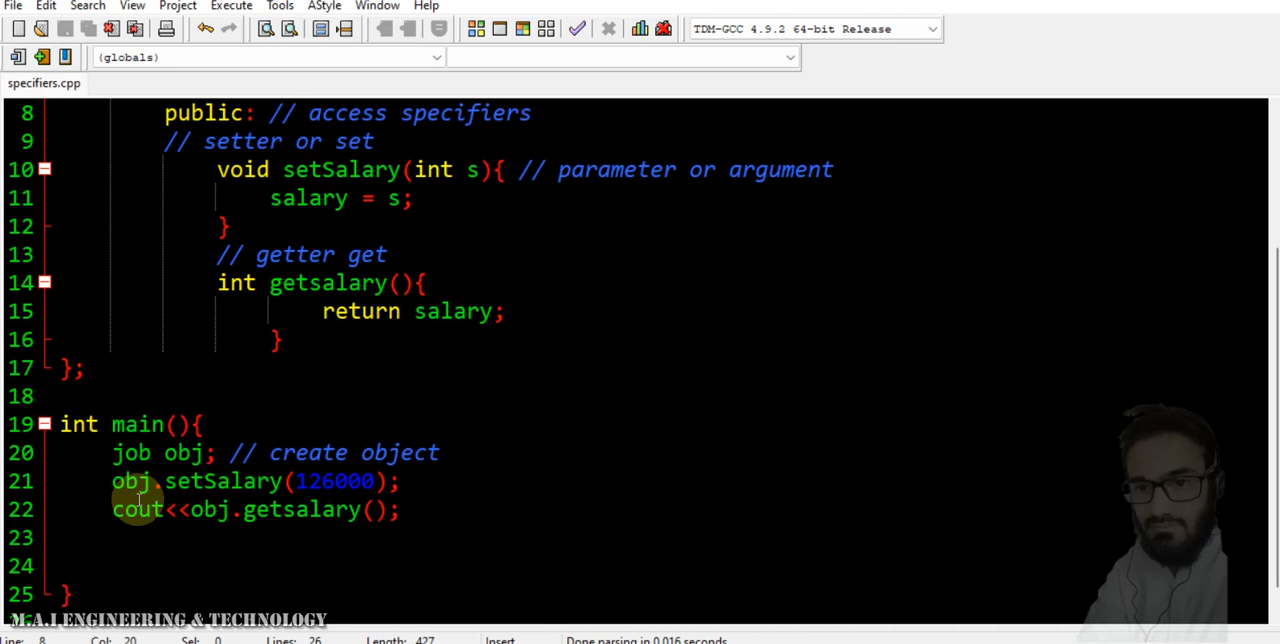 File Edit Search View Project Execute Tools AStyle Window Help
TDM-GCC 4.9.2 64-bit Release
(globals)
specifiers.cpp
8 public: // access specifiers
9 // setter or set
10 void setSalary(int s){ // parameter or argument
11 salary = s;
12 }
13 // getter get
14 int getsalary(){
15 return salary;
16 }
17 };
18
19 int main(){
20 job obj; // create object
21 obj.setSalary(126000);
22 cout<<obj.getsalary();
23
24
25 }
M.A.I ENGINEERING & TECHNOLOGY
Line: 8 Col: 20 Sel: 0 Lines: 26 Length: 427 Insert Done parsing in 0.016 seconds